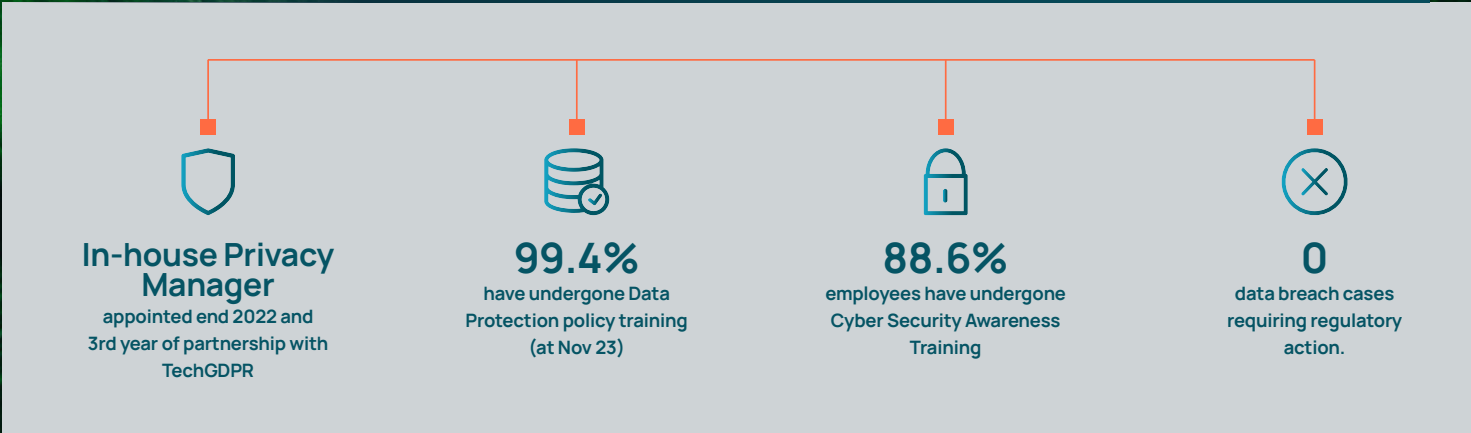 In-house Privacy
Manager
appointed end 2022 and
3rd year of partnership with
TechGDPR
99.4%
have undergone Data
Protection policy training
(at Nov 23)
88.6%
employees have undergone
Cyber Security Awareness
Training
0
data breach cases
requiring regulatory
action.